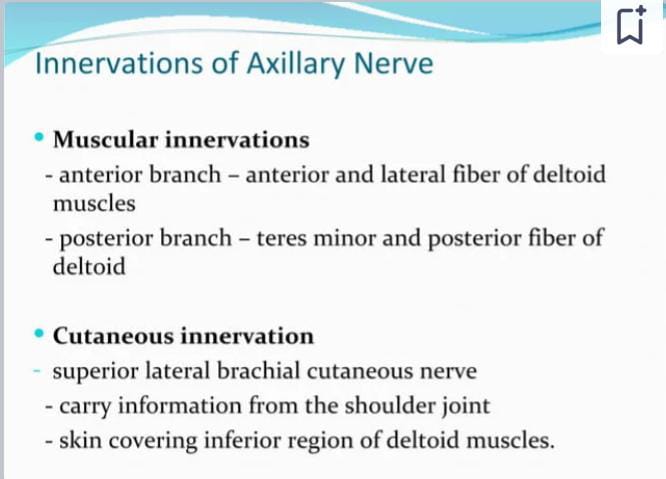 Innervations of Axillary Nerve
• Muscular innervations
- anterior branch – anterior and lateral fiber of deltoid
muscles
- posterior branch – teres minor and posterior fiber of
deltoid
• Cutaneous innervation
- superior lateral brachial cutaneous nerve
- carry information from the shoulder joint
- skin covering inferior region of deltoid muscles.